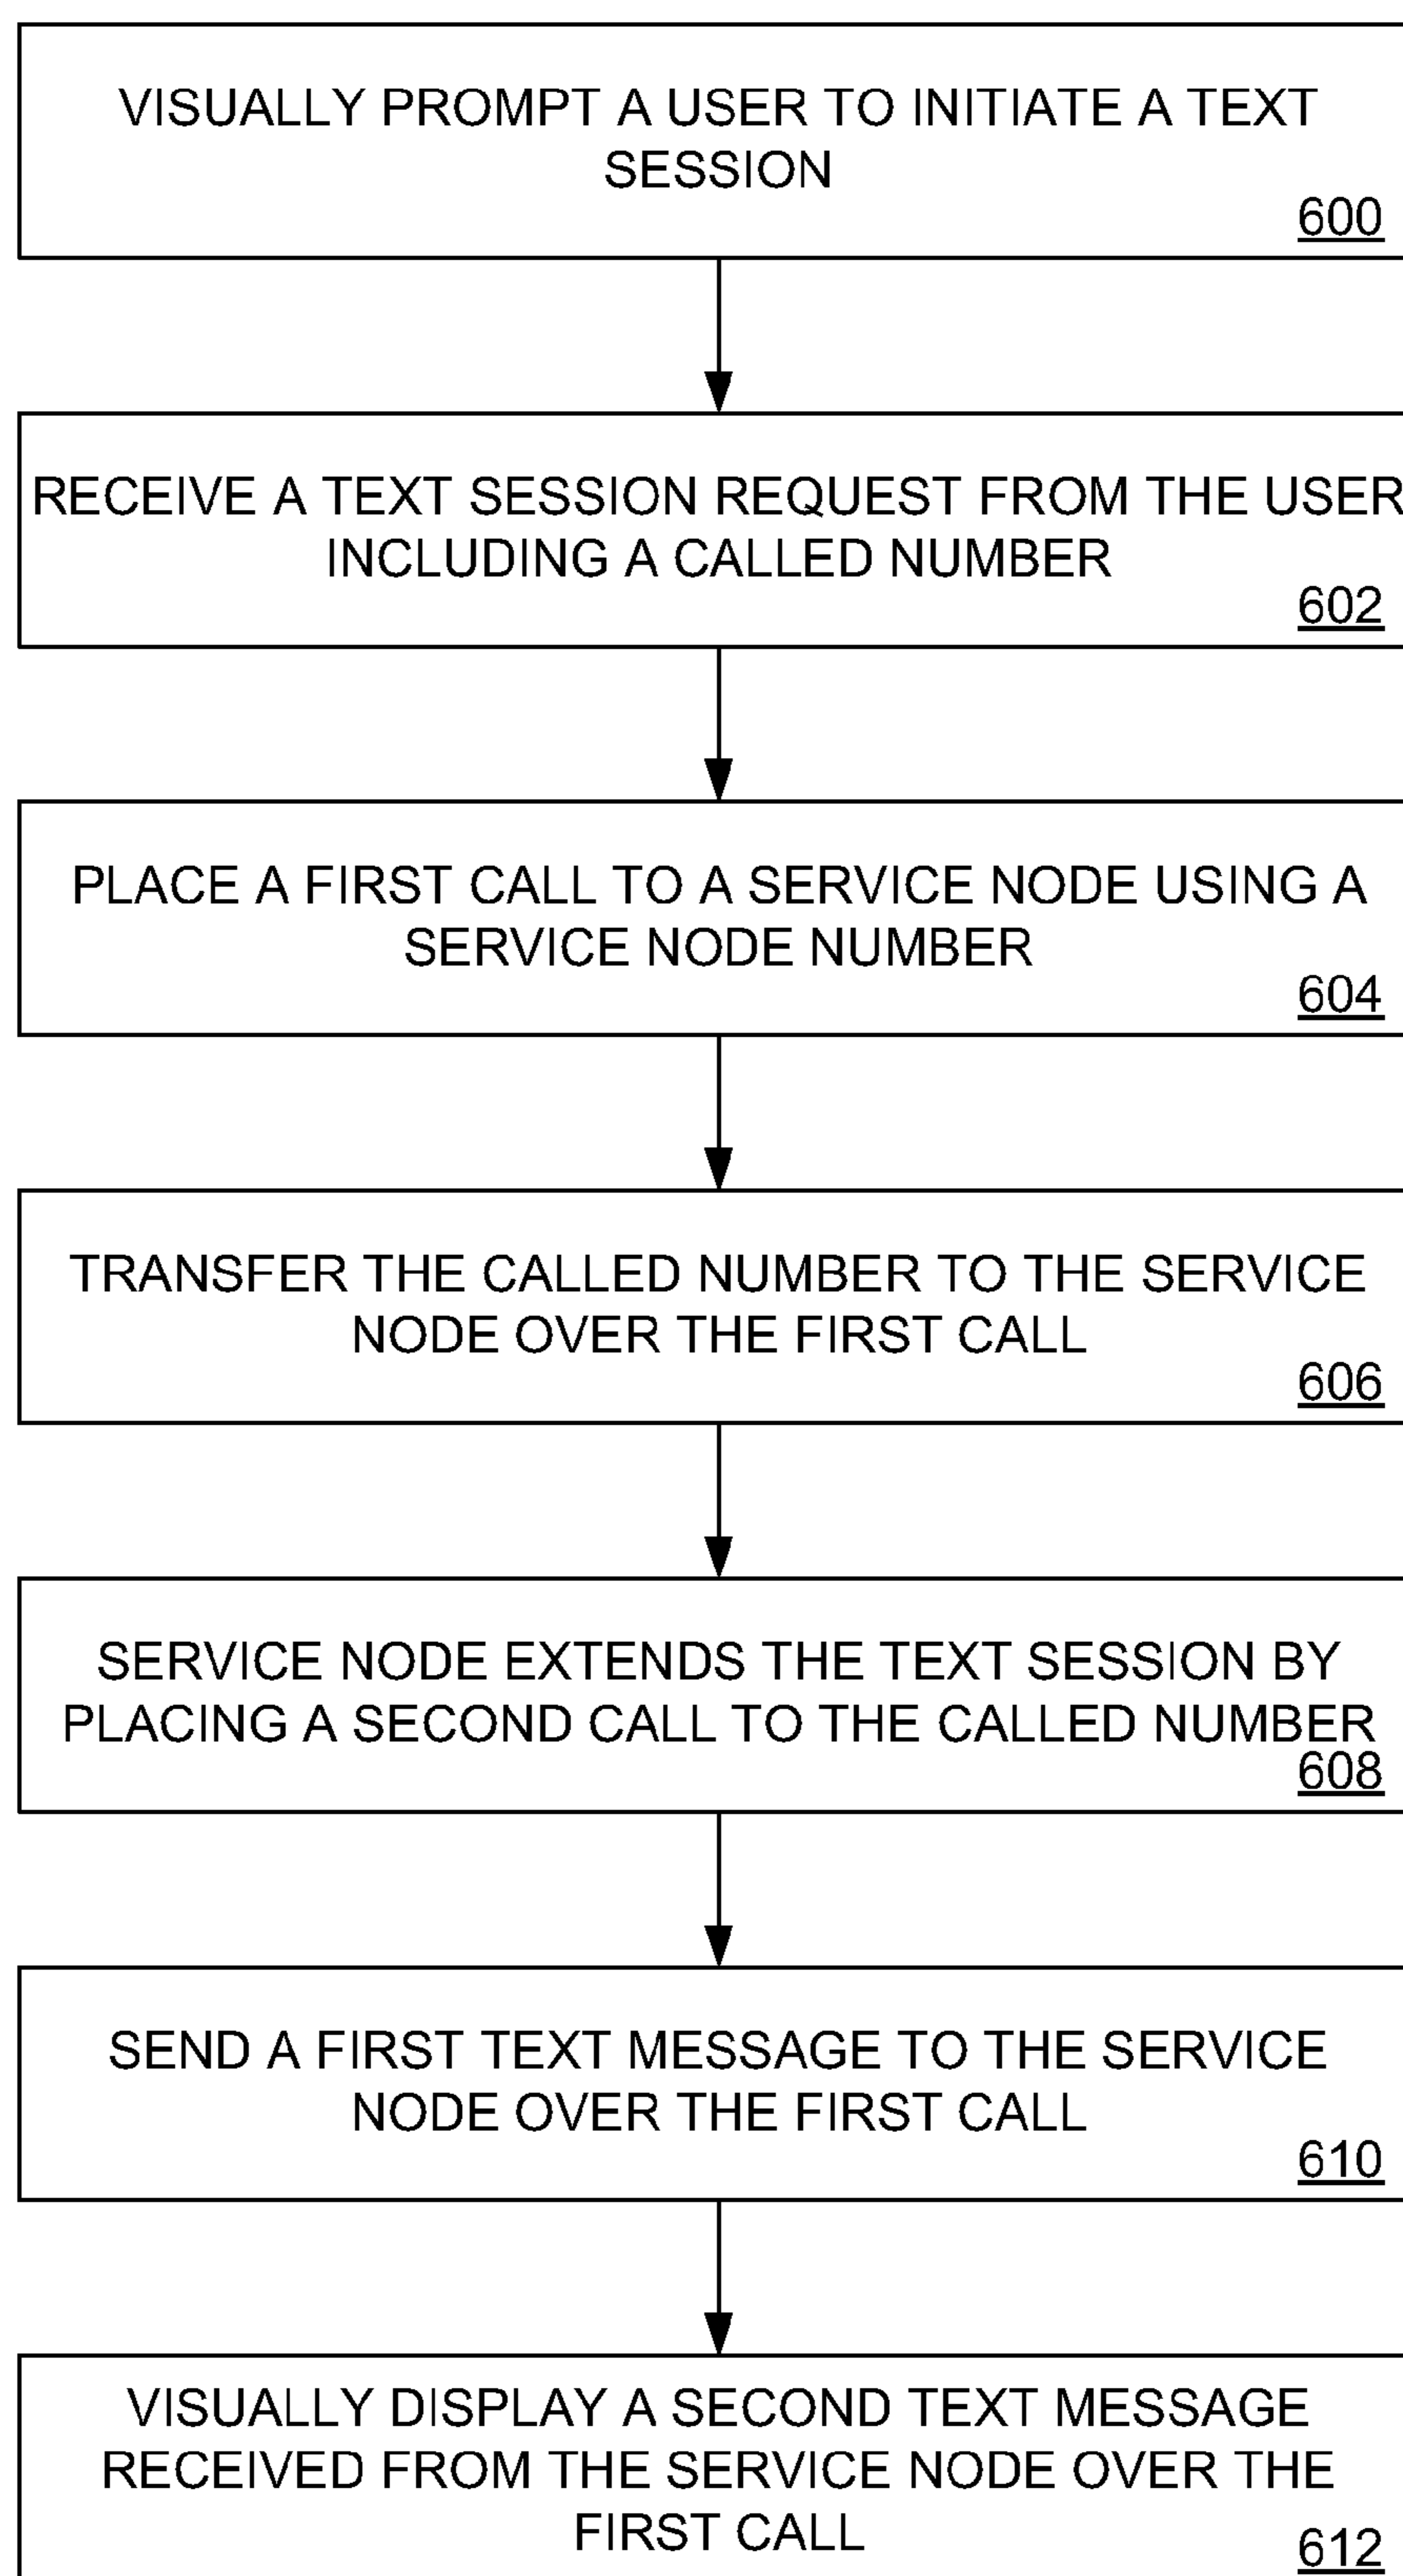 VISUALLY PROMPT A USER TO INITIATE A TEXT
SESSION
600
RECEIVE A TEXT SESSION REQUEST FROM THE USER
INCLUDING A CALLED NUMBER
602
PLACE A FIRST CALL TO A SERVICE NODE USING A
SERVICE NODE NUMBER
604
TRANSFER THE CALLED NUMBER TO THE SERVICE
NODE OVER THE FIRST CALL
606
SERVICE NODE EXTENDS THE TEXT SESSION BY
PLACING A SECOND CALL TO THE CALLED NUMBER
608
SEND A FIRST TEXT MESSAGE TO THE SERVICE
NODE OVER THE FIRST CALL
610
VISUALLY DISPLAY A SECOND TEXT MESSAGE
RECEIVED FROM THE SERVICE NODE OVER THE
FIRST CALL
612